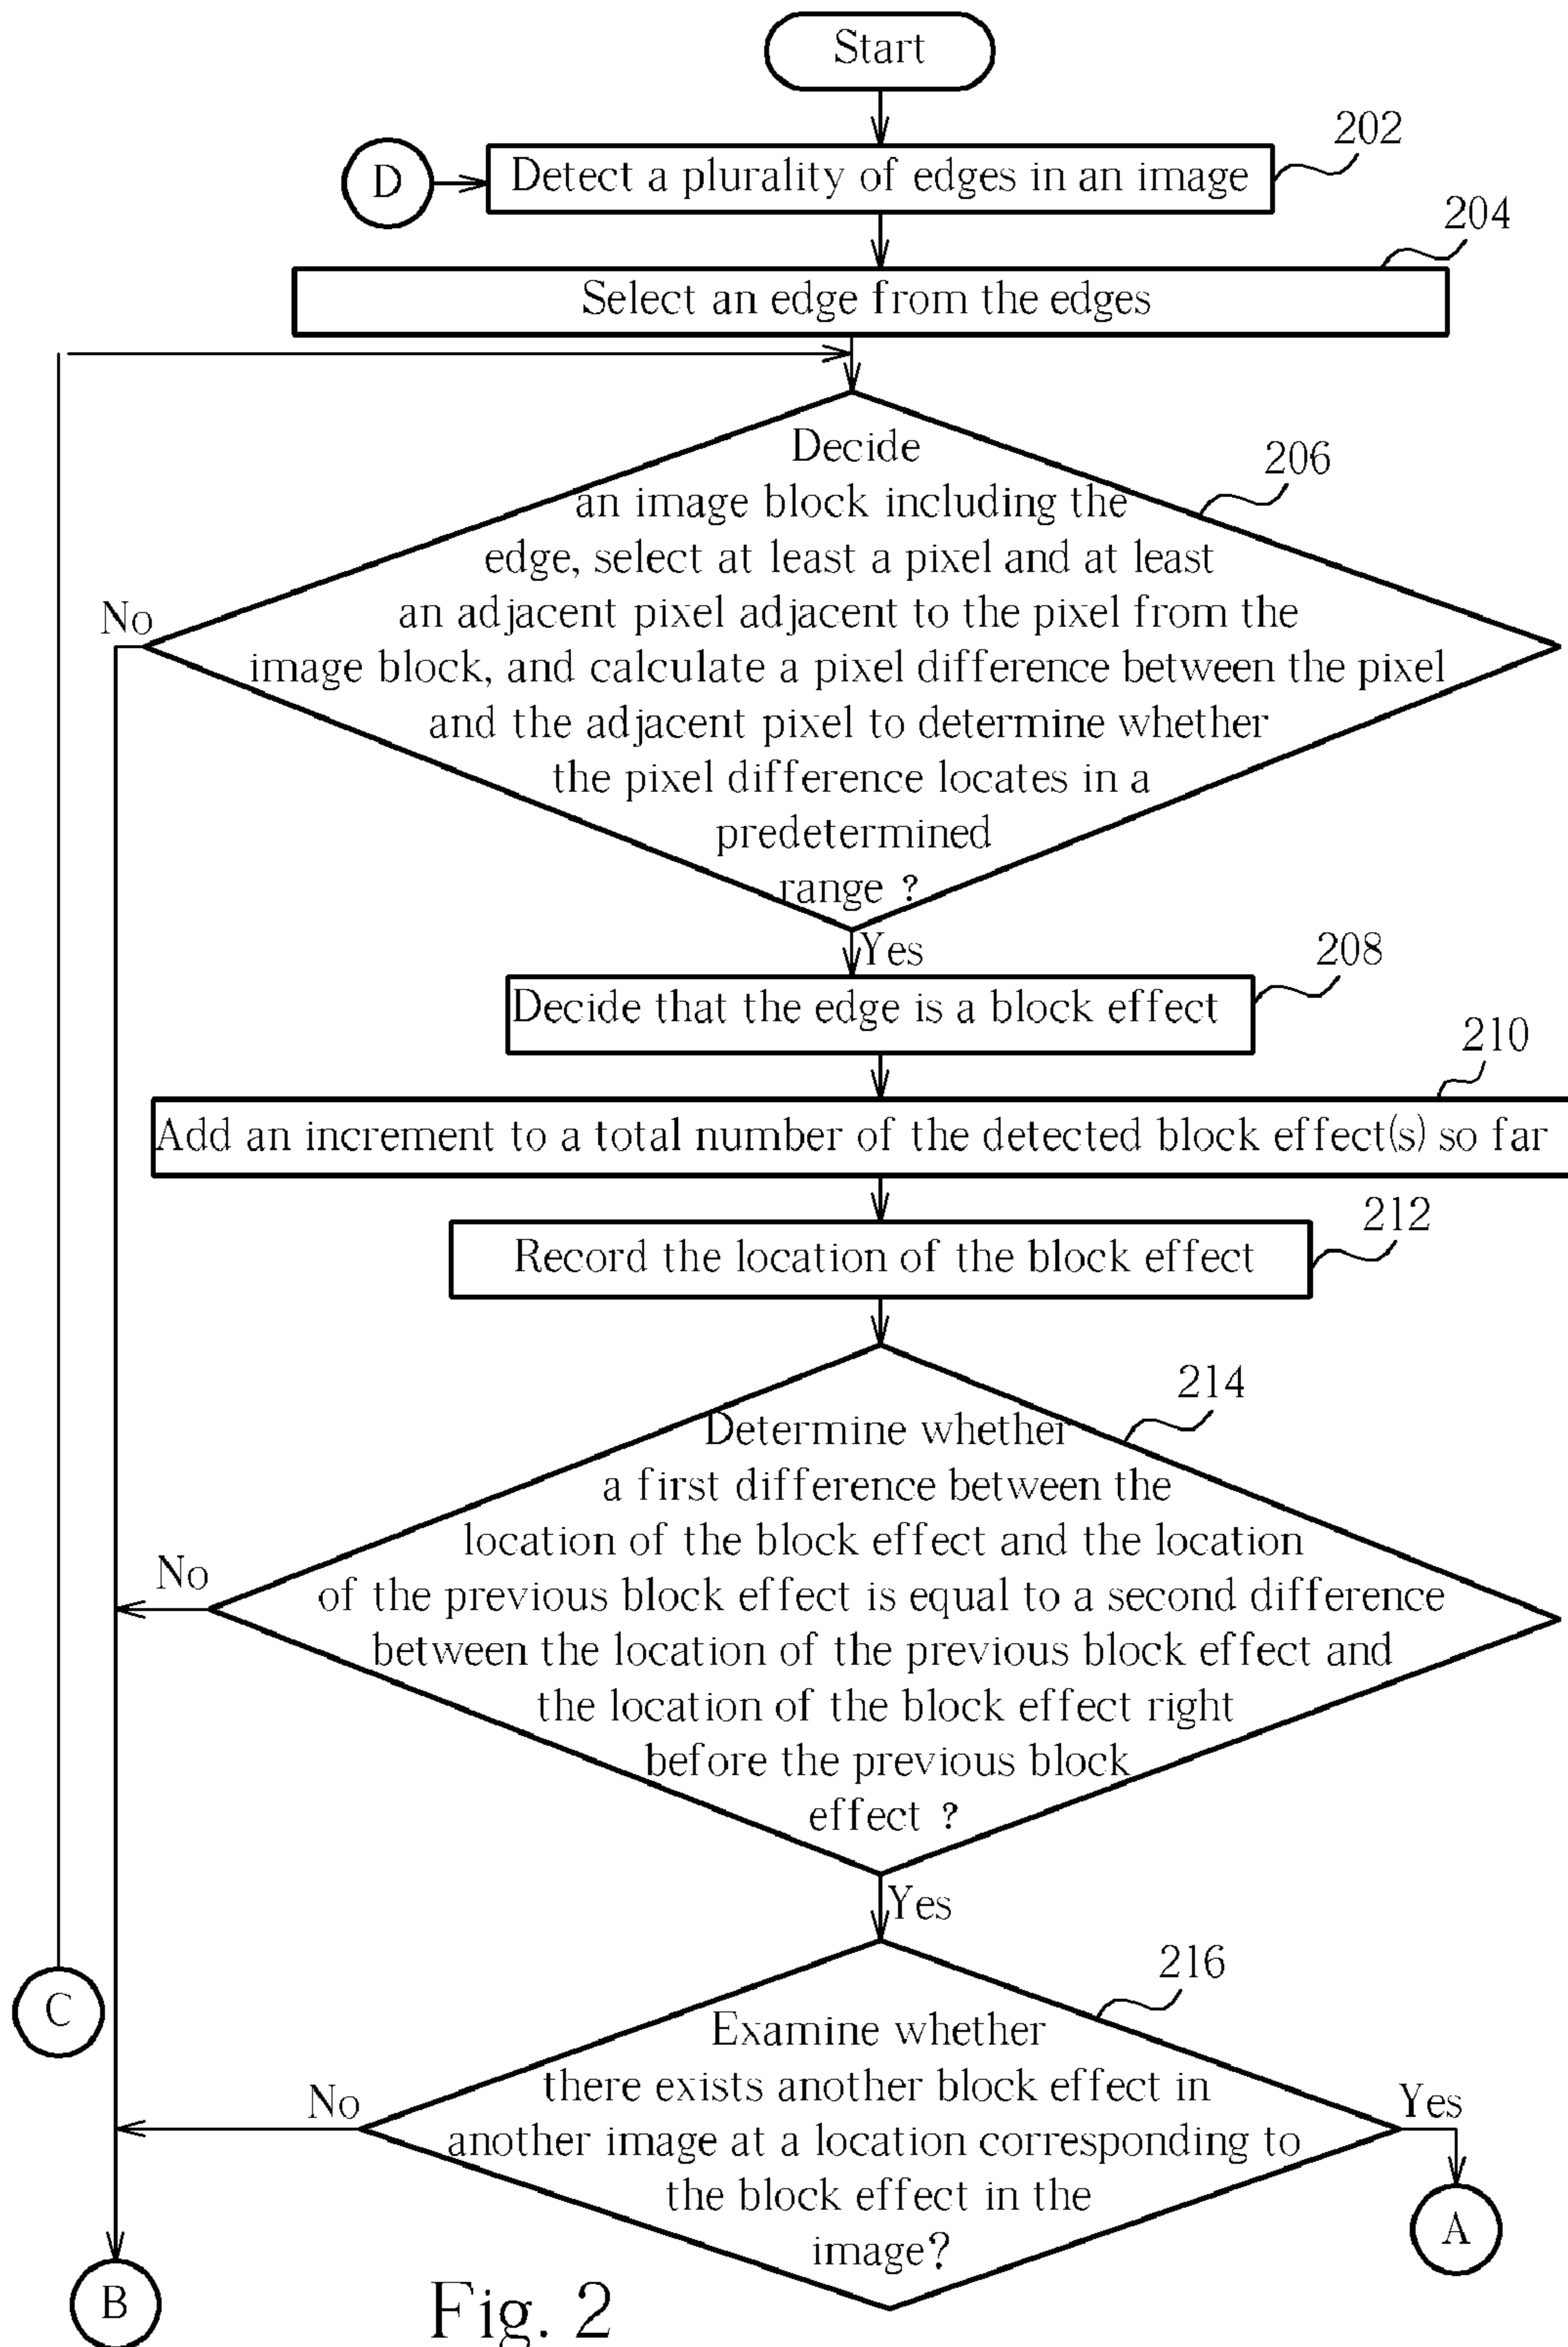 Start
202
D
Detect a plurality of edges in an image
204
Select an edge from the edges
206
Decide
an image block including the
edge, select at least a pixel and at least
an adjacent pixel adjacent to the pixel from the
image block, and calculate a pixel difference between the pixel
and the adjacent pixel to determine whether
the pixel difference locates in a
predetermined
range ?
No
Yes
208
Decide that the edge is a block effect
210
Add an increment to a total number of the detected block effect(s) so far
212
Record the location of the block effect
214
Determine whether
a first difference between the
location of the block effect and the location
of the previous block effect is equal to a second difference
between the location of the previous block effect and
the location of the block effect right
before the previous block
effect ?
No
Yes
216
C
Examine whether
there exists another block effect in
another image at a location corresponding to
the block effect in the
image?
No
Yes
A
B
Fig. 2